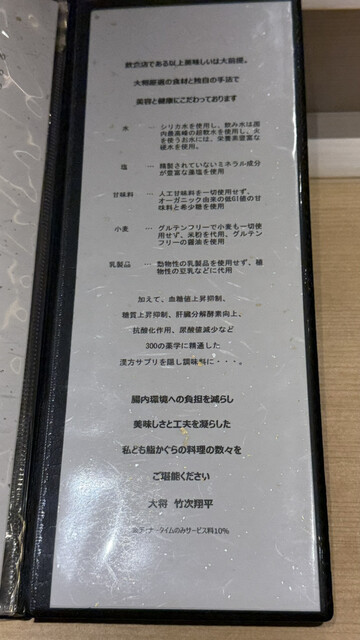 飲食店である以上美味しいは大前提。
大将厳選の食材と独自の手法で
美容と健康にこだわっております
水 … シリカ水を使用し、飲み水は国
内最高峰の超軟水を使用し、火
を使うお水には、栄養素豊富な
硬水を使用。
塩 … 精製されていないミネラル成分
が豊富な藻塩を使用
甘味料 … 人工甘味料を一切使用せず、
オーガニック由来の低GI値の甘
味料と希少糖を使用
小麦 … グルテンフリーで小麦も一切使
用せず、米粉を代用、グルテン
フリーの醤油を使用
乳製品 … 動物性の乳製品を使用せず、植
物性の豆乳などに代用
加えて、血糖値上昇抑制、
糖質上昇抑制、肝臓分解酵素向上、
抗酸化作用、尿酸値減少など
300の薬学に精通した
漢方サプリを隠し調味料に・・・。
腸内環境への負担を減らし
美味しさと工夫を凝らした
私ども鮨かぐらの料理の数々を
ご堪能ください
大将 竹次翔平
※ディナータイムのみサービス料10%